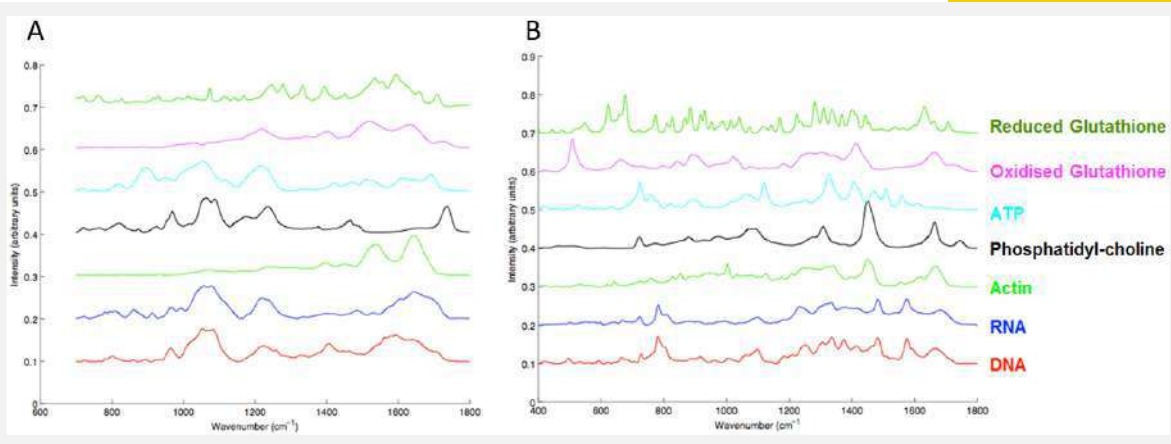 A
B
0.8
0.7
0.6
0.5
0.4
0.3
0.2
0.1
Intensity (arbitrary units)
600
800
1000
1200
1400
1600
1800
Wavenumber (cm⁻¹)
0.9
0.8
0.7
0.6
0.5
0.4
0.3
0.2
0.1
0
Intensity (arbitrary units)
400
600
800
1000
1200
1400
1600
1800
Wavenumber (cm⁻¹)
Reduced Glutathione
Oxidised Glutathione
ATP
Phosphatidyl-choline
Actin
RNA
DNA